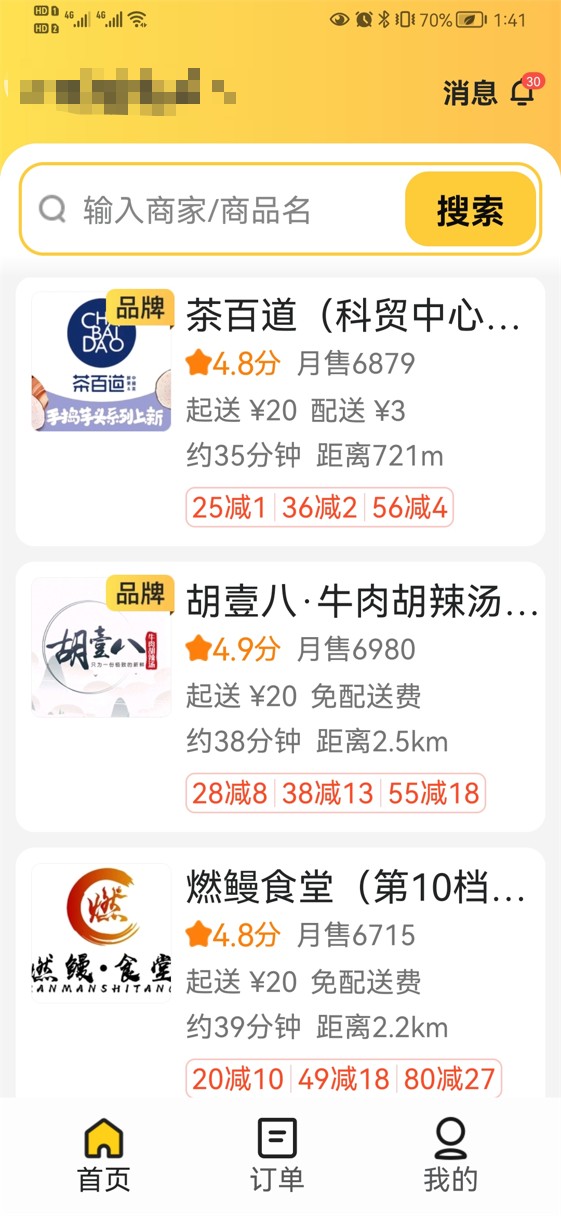 HD 1 4G 4G 70% 1:41
HD 2
消息 30
输入商家/商品名 搜索
品牌
CHA
BAI
DAO
茶百道
手捣芋头系列上新
茶百道（科贸中心...
4.8分 月售6879
起送 ¥20 配送 ¥3
约35分钟 距离721m
25减1 36减2 56减4
品牌
胡壹八
牛肉胡辣汤
只为一份极致的新鲜
胡壹八·牛肉胡辣汤...
4.9分 月售6980
起送 ¥20 免配送费
约38分钟 距离2.5km
28减8 38减13 55减18
燃
燃鳗·食堂
RANMANSHITANG
燃鳗食堂（第10档...
4.8分 月售6715
起送 ¥20 免配送费
约39分钟 距离2.2km
20减10 49减18 80减27
首页 订单 我的